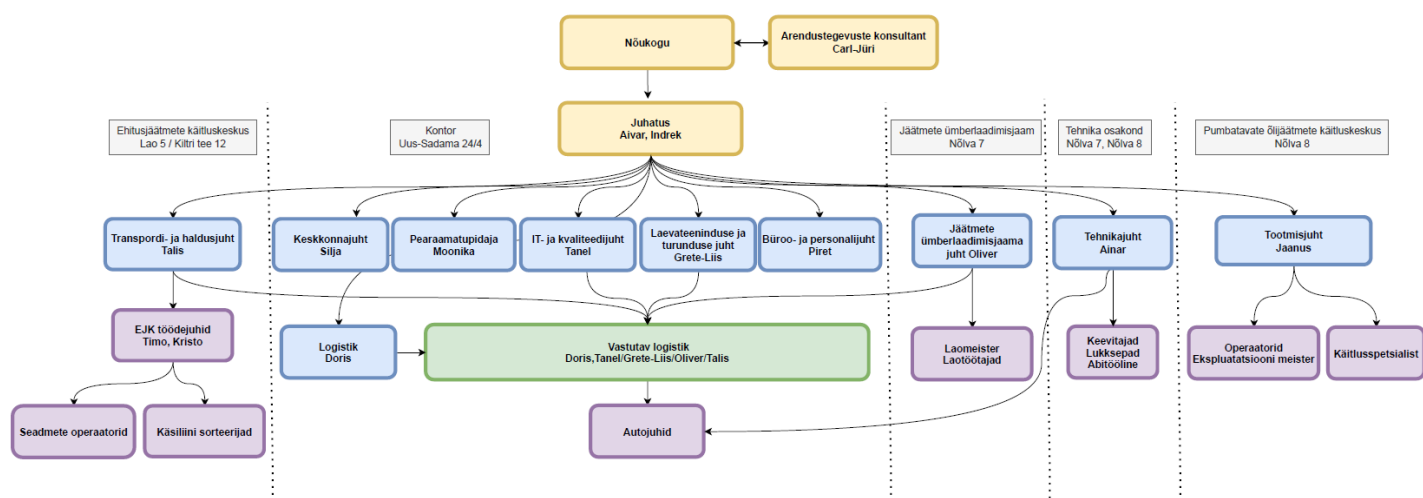 Nõukogu
Arendustegevuste konsultant
Carl-Jüri
Juhatus
Aivar, Indrek
Ehitusjäätmete käitluskeskus
Lao 5 / Kiltri tee 12
Kontor
Uus-Sadama 24/4
Jäätmete ümberlaadimisjaam
Nõlva 7
Tehnika osakond
Nõlva 7, Nõlva 8
Pumbatavate õlijäätmete käitluskeskus
Nõlva 8
Transpordi- ja haldusjuht
Talis
Keskkonnajuht
Silja
Pearaamatupidaja
Moonika
IT- ja kvaliteedijuht
Tanel
Laevateeninduse ja
turunduse juht
Grete-Liis
Büroo- ja personalijuht
Piret
Jäätmete
ümberlaadimisjaama
juht Oliver
Tehnikajuht
Ainar
Tootmisjuht
Jaanus
EJK töödejuhid
Timo, Kristo
Logistik
Doris
Vastutav logistik
Doris,Tanel/Grete-Liis/Oliver/Talis
Laomeister
Laotöötajad
Keevitajad
Lukksepad
Abitööline
Operaatorid
Ekspluatatsiooni meister
Käitlusspetsialist
Seadmete operaatorid
Käsiliini sorteerijad
Autojuhid